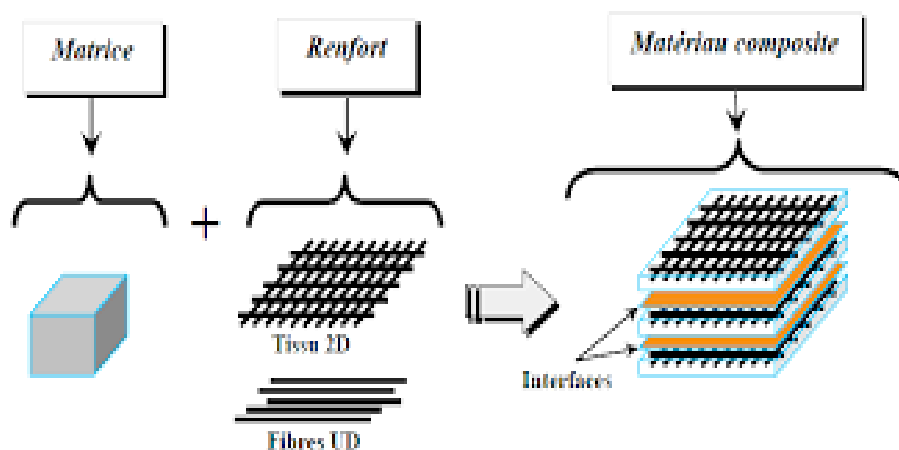 Matrice
Renfort
Matériau composite
+
Tissu 2D
Interfaces
Fibres UD